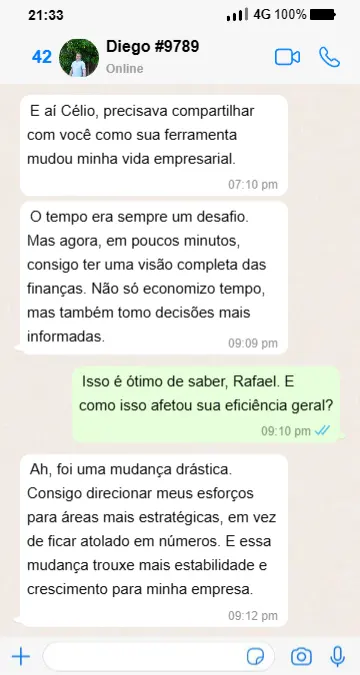 21:33
4G 100%
42
Diego #9789
Online
E aí Célio, precisava compartilhar
com você como sua ferramenta
mudou minha vida empresarial.
07:10 pm
O tempo era sempre um desafio.
Mas agora, em poucos minutos,
consigo ter uma visão completa das
finanças. Não só economizo tempo,
mas também tomo decisões mais
informadas.
09:09 pm
Isso é ótimo de saber, Rafael. E
como isso afetou sua eficiência geral?
09:10 pm
Ah, foi uma mudança drástica.
Consigo direcionar meus esforços
para áreas mais estratégicas, em vez
de ficar atolado em números. E essa
mudança trouxe mais estabilidade e
crescimento para minha empresa.
09:12 pm